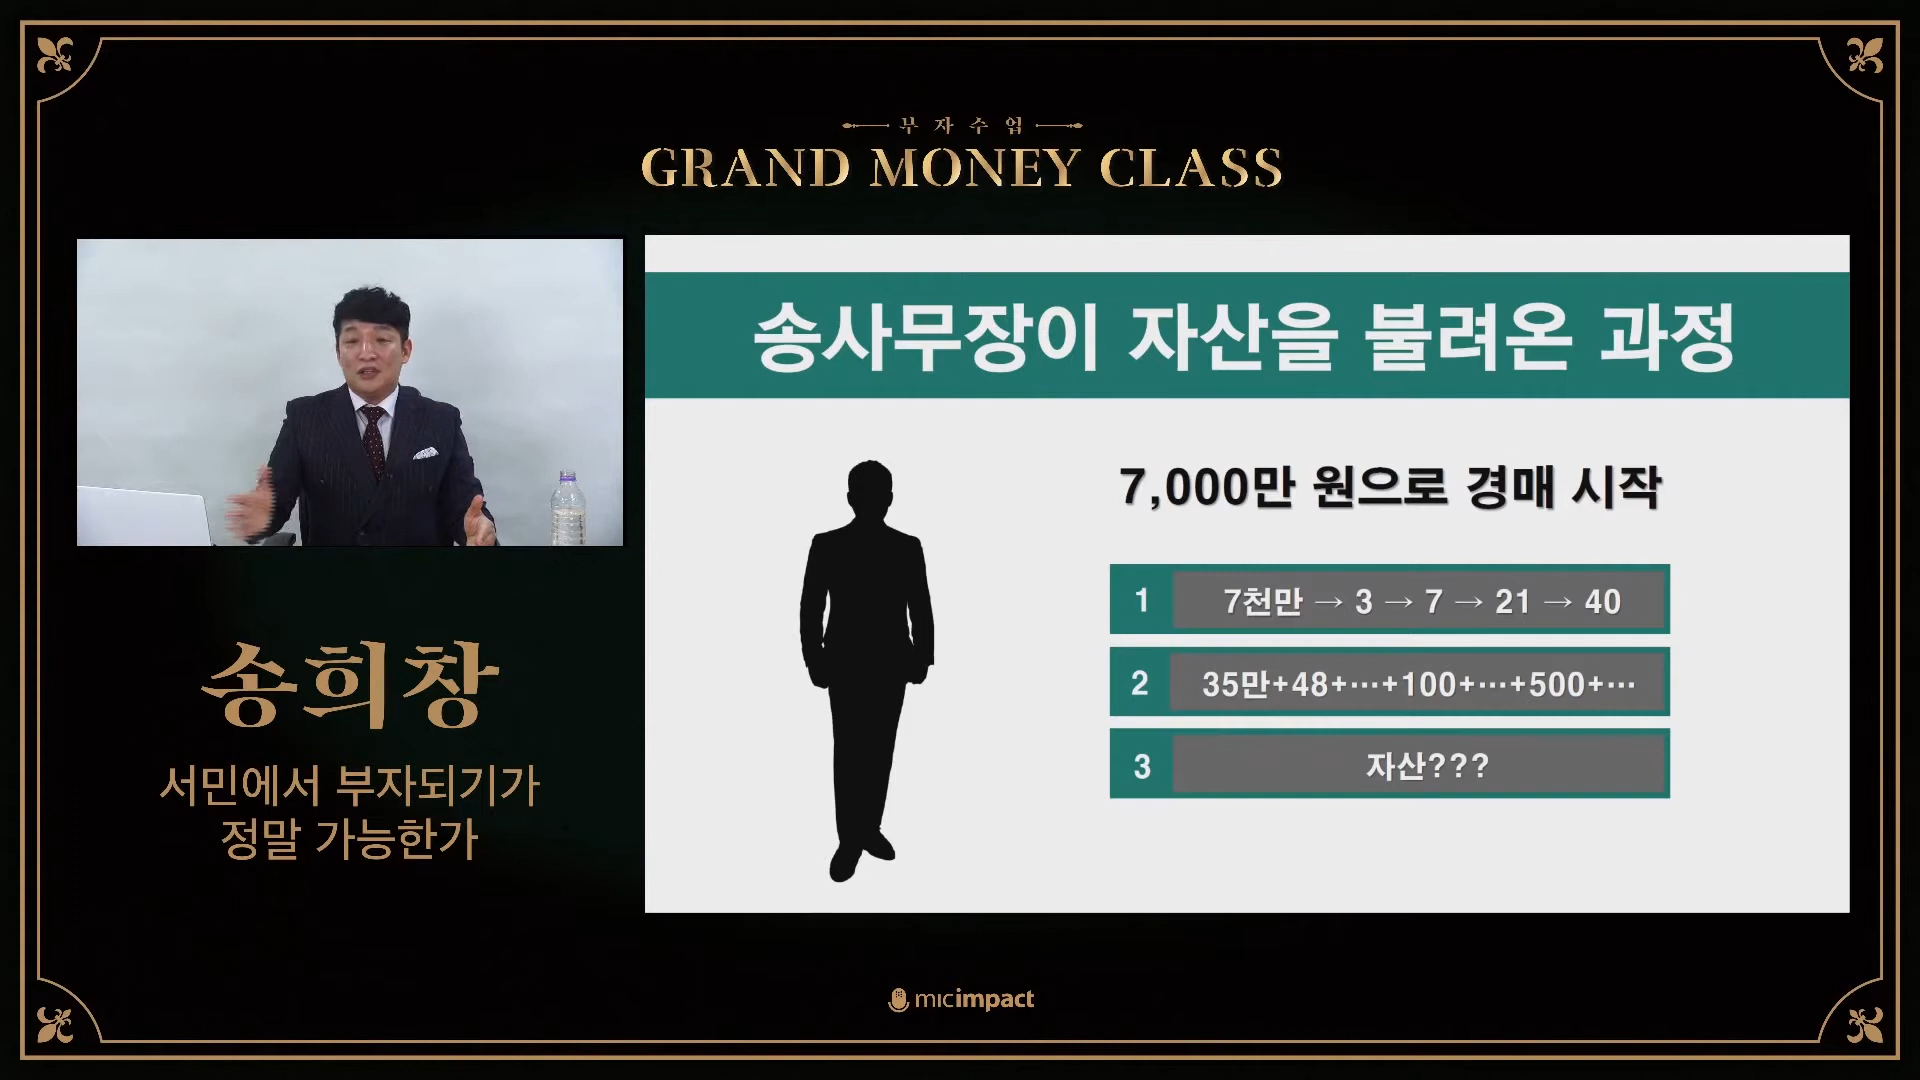 부자수업
GRAND MONEY CLASS
송사무장이 자산을 불려온 과정
7,000만 원으로 경매 시작
1 7천만 → 3 → 7 → 21 → 40
2 35만+48+…+100+…+500+…
3 자산???
송희창
서민에서 부자되기가
정말 가능한가
micimpact